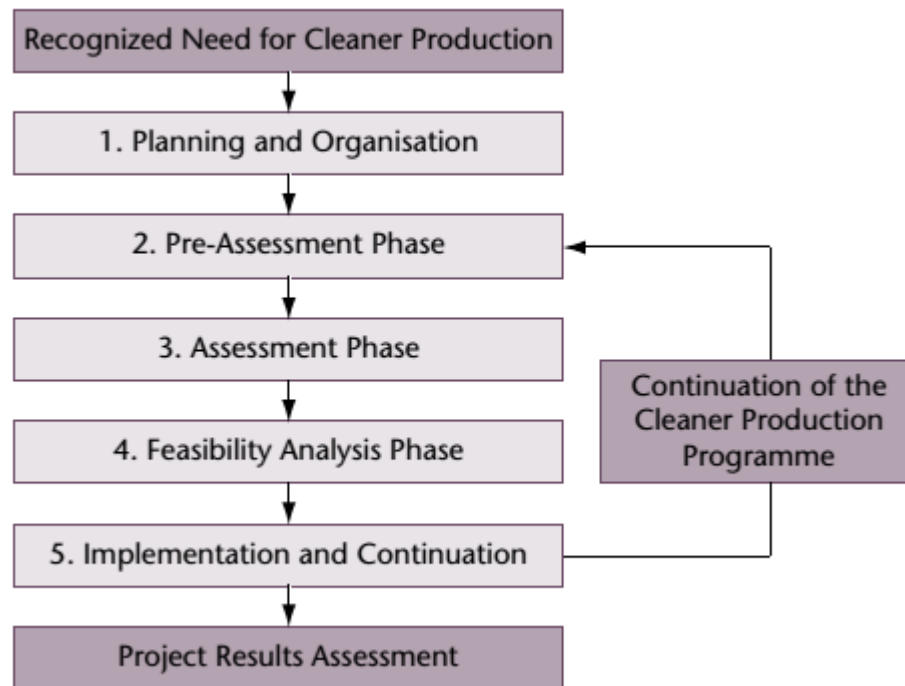 Recognized Need for Cleaner Production
1. Planning and Organisation
2. Pre-Assessment Phase
3. Assessment Phase
4. Feasibility Analysis Phase
Continuation of the
Cleaner Production
Programme
5. Implementation and Continuation
Project Results Assessment